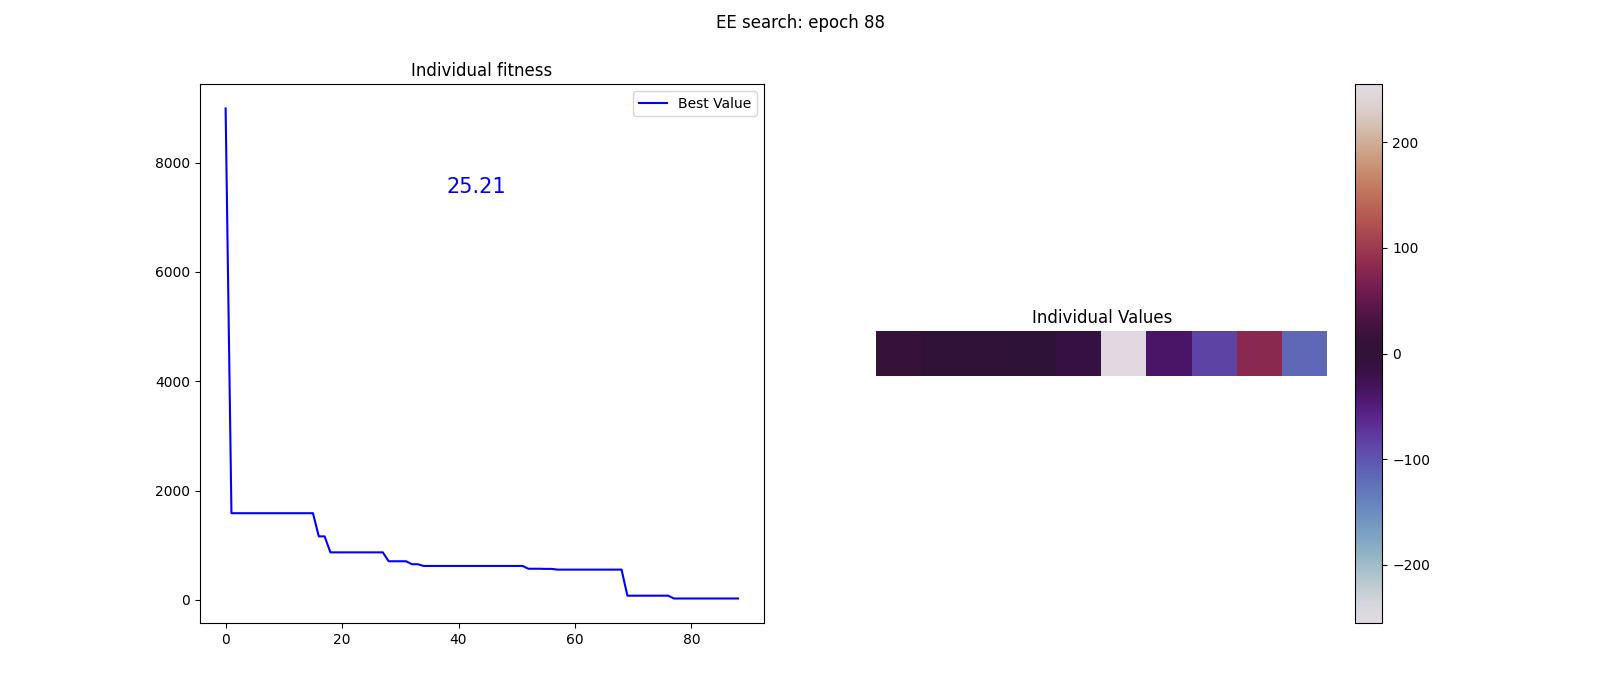 EE search: epoch 88
Individual fitness
Best Value
25.21
8000
6000
4000
2000
0
0 20 40 60 80
Individual Values
200
100
0
−100
−200